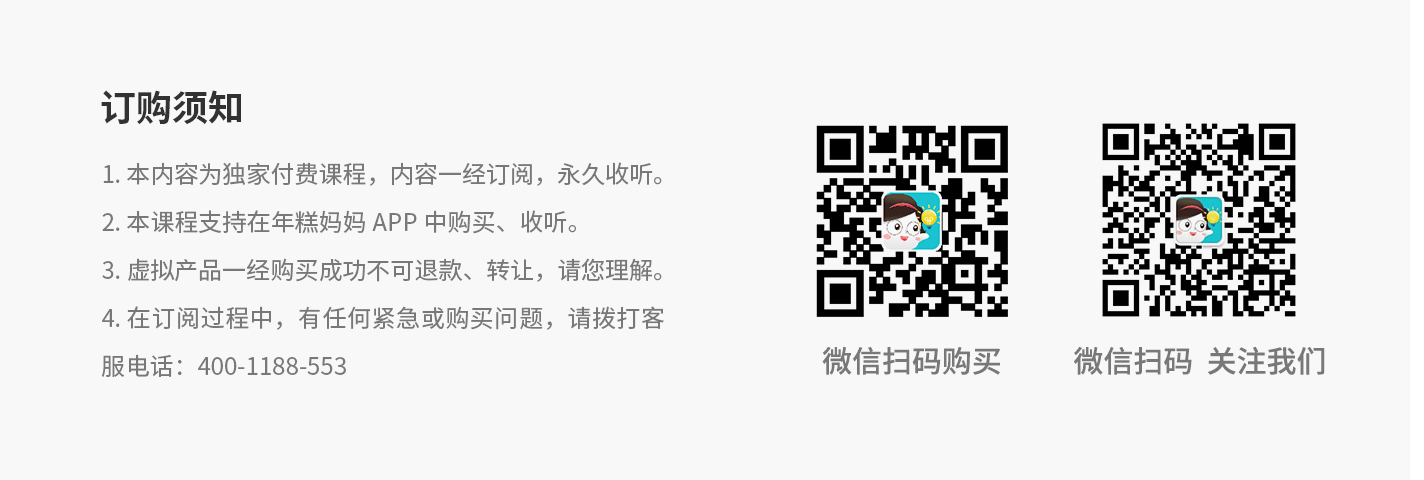 订购须知
1. 本内容为独家付费课程，内容一经订阅，永久收听。
2. 本课程支持在年糕妈妈 APP 中购买、收听。
3. 虚拟产品一经购买成功不可退款、转让，请您理解。
4. 在订阅过程中，有任何紧急或购买问题，请拨打客
服电话：400-1188-553
微信扫码购买
微信扫码 关注我们